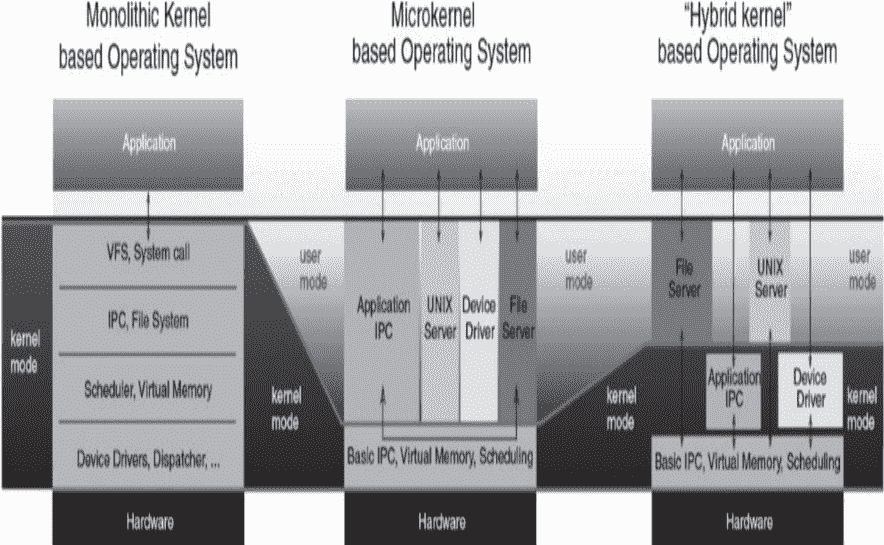 Monolithic Kernel
based Operating System
Microkernel
based Operating System
"Hybrid kernel"
based Operating System
Application
Application
Application
VFS, System call
IPC, File System
Scheduler, Virtual Memory
Device Drivers, Dispatcher, ...
kernel
mode
user
mode
kernel
mode
Application
IPC
UNIX
Server
Device
Driver
File
Server
Basic IPC, Virtual Memory, Scheduling
user
mode
kernel
mode
File
Server
UNIX
Server
user
mode
Application
IPC
Device
Driver
kernel
mode
Basic IPC, Virtual Memory, Scheduling
Hardware
Hardware
Hardware